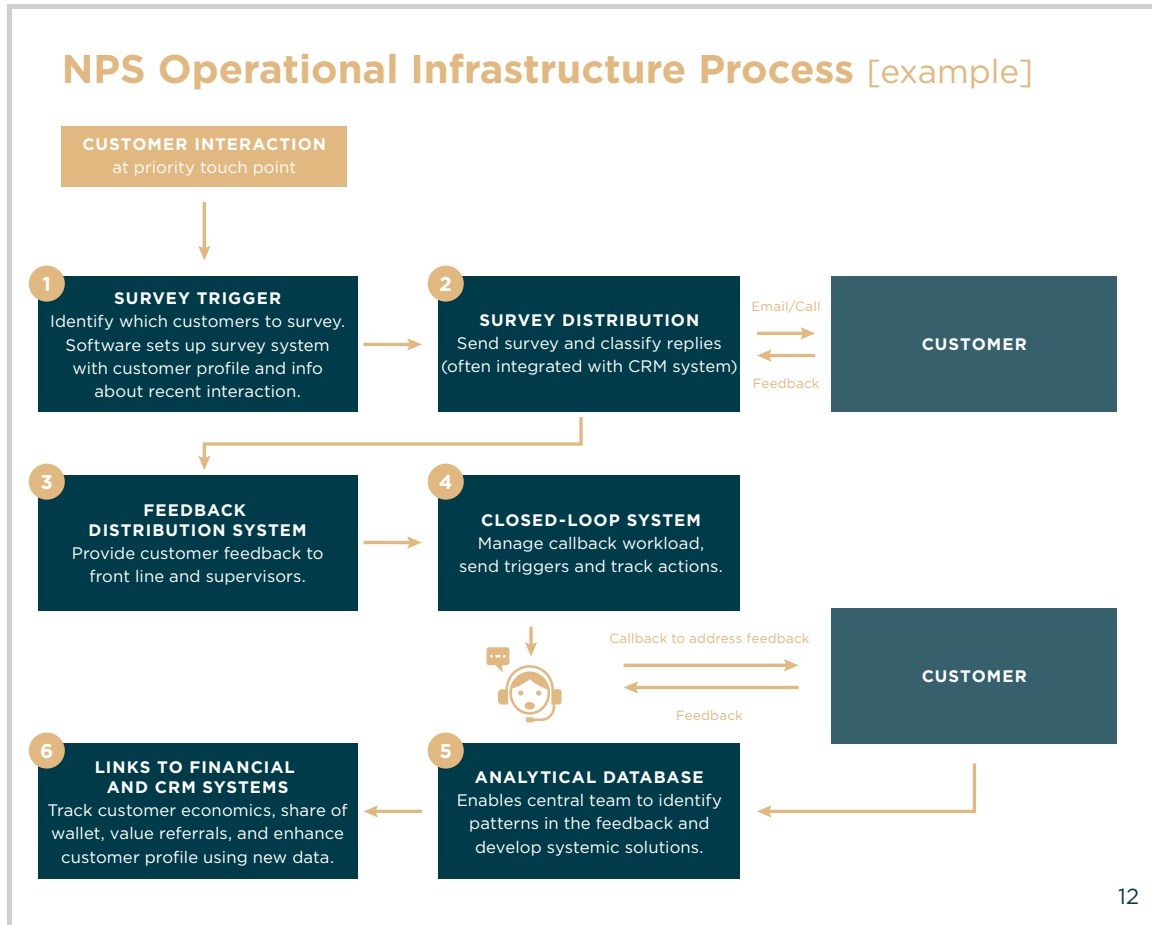 NPS Operational Infrastructure Process [example]
CUSTOMER INTERACTION
at priority touch point
1
SURVEY TRIGGER
Identify which customers to survey.
Software sets up survey system
with customer profile and info
about recent interaction.
2
SURVEY DISTRIBUTION
Send survey and classify replies
(often integrated with CRM system)
Email/Call
Feedback
CUSTOMER
3
FEEDBACK
DISTRIBUTION SYSTEM
Provide customer feedback to
front line and supervisors.
4
CLOSED-LOOP SYSTEM
Manage callback workload,
send triggers and track actions.
Callback to address feedback
Feedback
CUSTOMER
6
LINKS TO FINANCIAL
AND CRM SYSTEMS
Track customer economics, share of
wallet, value referrals, and enhance
customer profile using new data.
5
ANALYTICAL DATABASE
Enables central team to identify
patterns in the feedback and
develop systemic solutions.
12